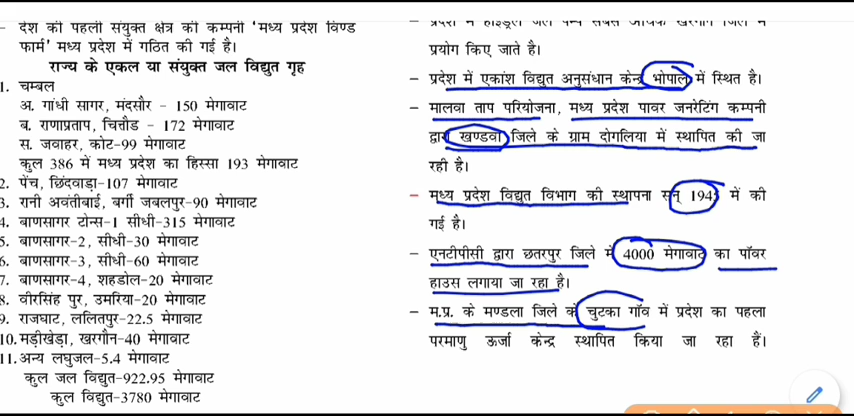 - देश की पहली संयुक्त क्षेत्र की कम्पनी 'मध्य प्रदेश विण्ड
फार्म' मध्य प्रदेश में गठित की गई है।
राज्य के एकल या संयुक्त जल विद्युत गृह
1. चम्बल
अ. गांधी सागर, मंदसौर - 150 मेगावाट
ब. राणाप्रताप, चित्तौड - 172 मेगावाट
स. जवाहर, कोट-99 मेगावाट
कुल 386 में मध्य प्रदेश का हिस्सा 193 मेगावाट
2. पेंच, छिंदवाड़ा-107 मेगावाट
3. रानी अवंतीबाई, बर्गी जबलपुर-90 मेगावाट
4. बाणसागर टोन्स-1 सीधी-315 मेगावाट
5. बाणसागर-2, सीधी-30 मेगावाट
6. बाणसागर-3, सीधी-60 मेगावाट
7. बाणसागर-4, शहडोल-20 मेगावाट
8. वीरसिंह पुर, उमरिया-20 मेगावाट
9. राजघाट, ललितपुर-22.5 मेगावाट
10. मड़ीखेड़ा, खरगौन-40 मेगावाट
11. अन्य लघुजल-5.4 मेगावाट
कुल जल विद्युत-922.95 मेगावाट
कुल विद्युत-3780 मेगावाट
प्रयोग किए जाते है।
- प्रदेश में एकांश विद्युत अनुसंधान केन्द्र भोपाल में स्थित है।
- मालवा ताप परियोजना, मध्य प्रदेश पावर जनरेटिंग कम्पनी
द्वारा खण्डवा जिले के ग्राम दोगलिया में स्थापित की जा
रही है।
- मध्य प्रदेश विद्युत विभाग की स्थापना सन् में की
गई है।
- एनटीपीसी द्वारा छतरपुर जिले में 4000 मेगावाट का पॉवर
हाउस लगाया जा रहा है।
- म.प्र. के मण्डला जिले के चुटका गाँव में प्रदेश का पहला
परमाणु ऊर्जा केन्द्र स्थापित किया जा रहा हैं।